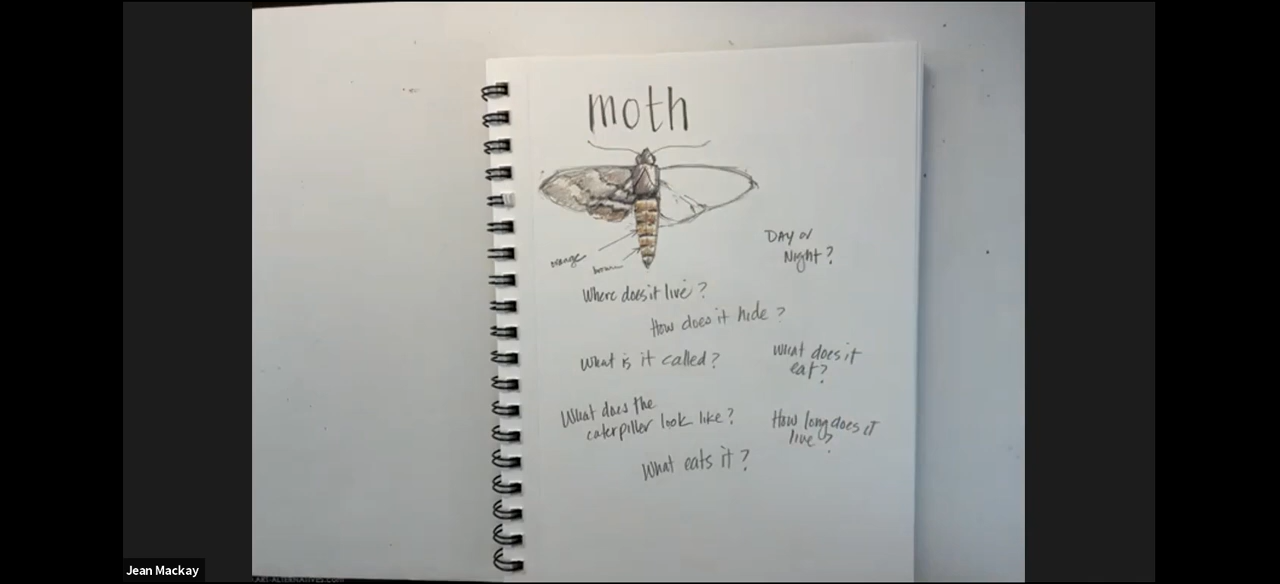 moth
orange
brown
DAY or
Night?
Where does it live?
How does it hide?
What is it called?
What does it
eat?
What does the
caterpiller look like?
How long does it
live?
What eats it?
Jean Mackay